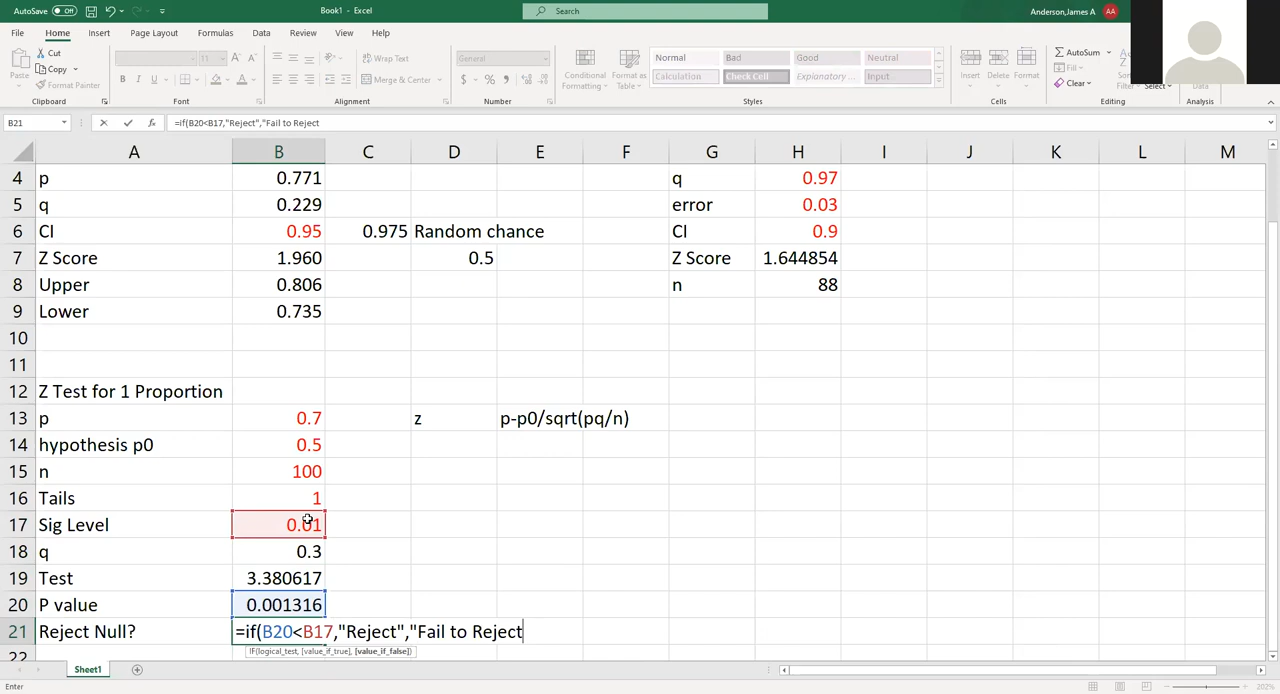 AutoSave Off Book1 - Excel Search Anderson,James A AA
File Home Insert Page Layout Formulas Data Review View Help
Paste Cut Copy Format Painter
B I U
Wrap Text
Merge & Center
General
$ % ,
Conditional Formatting Format as Table
Normal Bad Good Neutral
Calculation Check Cell Explanatory ... Input
Insert Delete Format
AutoSum Fill Clear
Select
Clipboard Font Alignment Number Styles Cells Editing Analysis
B21 fx =if(B20<B17,"Reject","Fail to Reject
A B C D E F G H I J K L M
4 p 0.771 q 0.97
5 q 0.229 error 0.03
6 CI 0.95 0.975 Random chance CI 0.9
7 Z Score 1.960 0.5 Z Score 1.644854
8 Upper 0.806 n 88
9 Lower 0.735
10
11
12 Z Test for 1 Proportion
13 p 0.7 z p-p0/sqrt(pq/n)
14 hypothesis p0 0.5
15 n 100
16 Tails 1
17 Sig Level 0.01
18 q 0.3
19 Test 3.380617
20 P value 0.001316
21 Reject Null? =if(B20<B17,"Reject","Fail to Reject
22 IF(logical_test, [value_if_true], [value_if_false])
Sheet1
Enter 202%